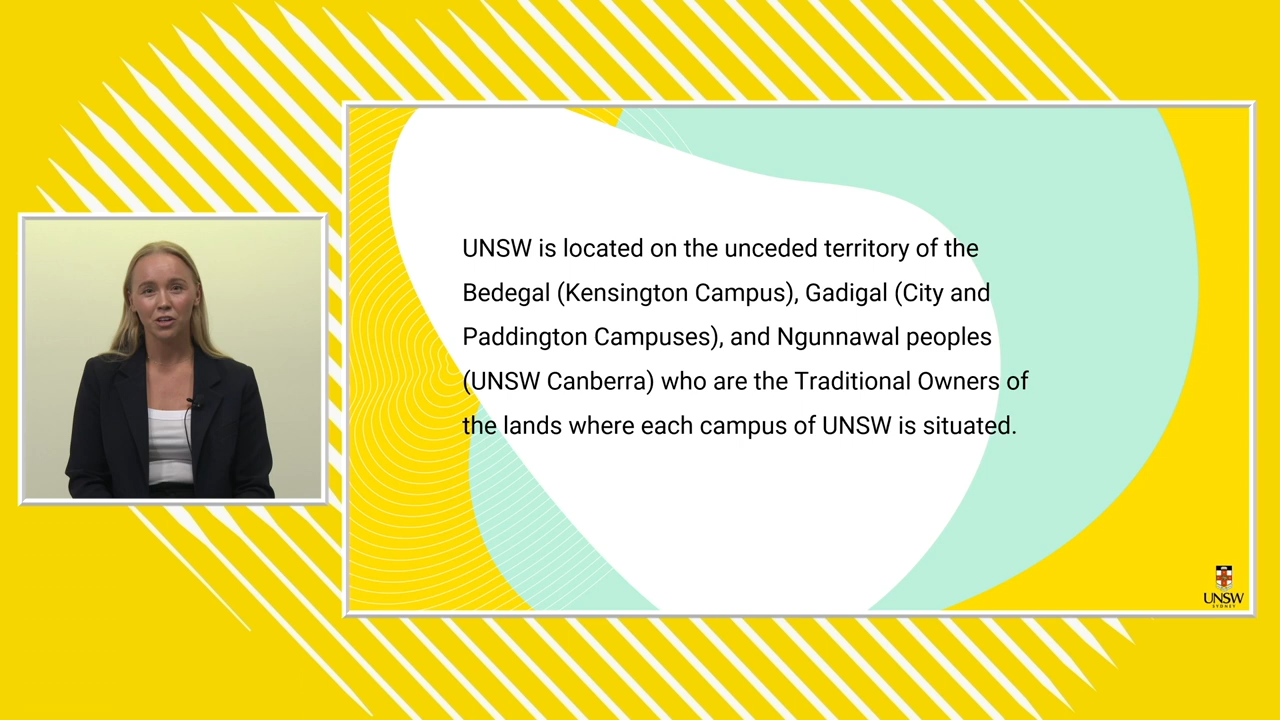 UNSW is located on the unceded territory of the
Bedegal (Kensington Campus), Gadigal (City and
Paddington Campuses), and Ngunnawal peoples
(UNSW Canberra) who are the Traditional Owners of
the lands where each campus of UNSW is situated.
UNSW
SYDNEY